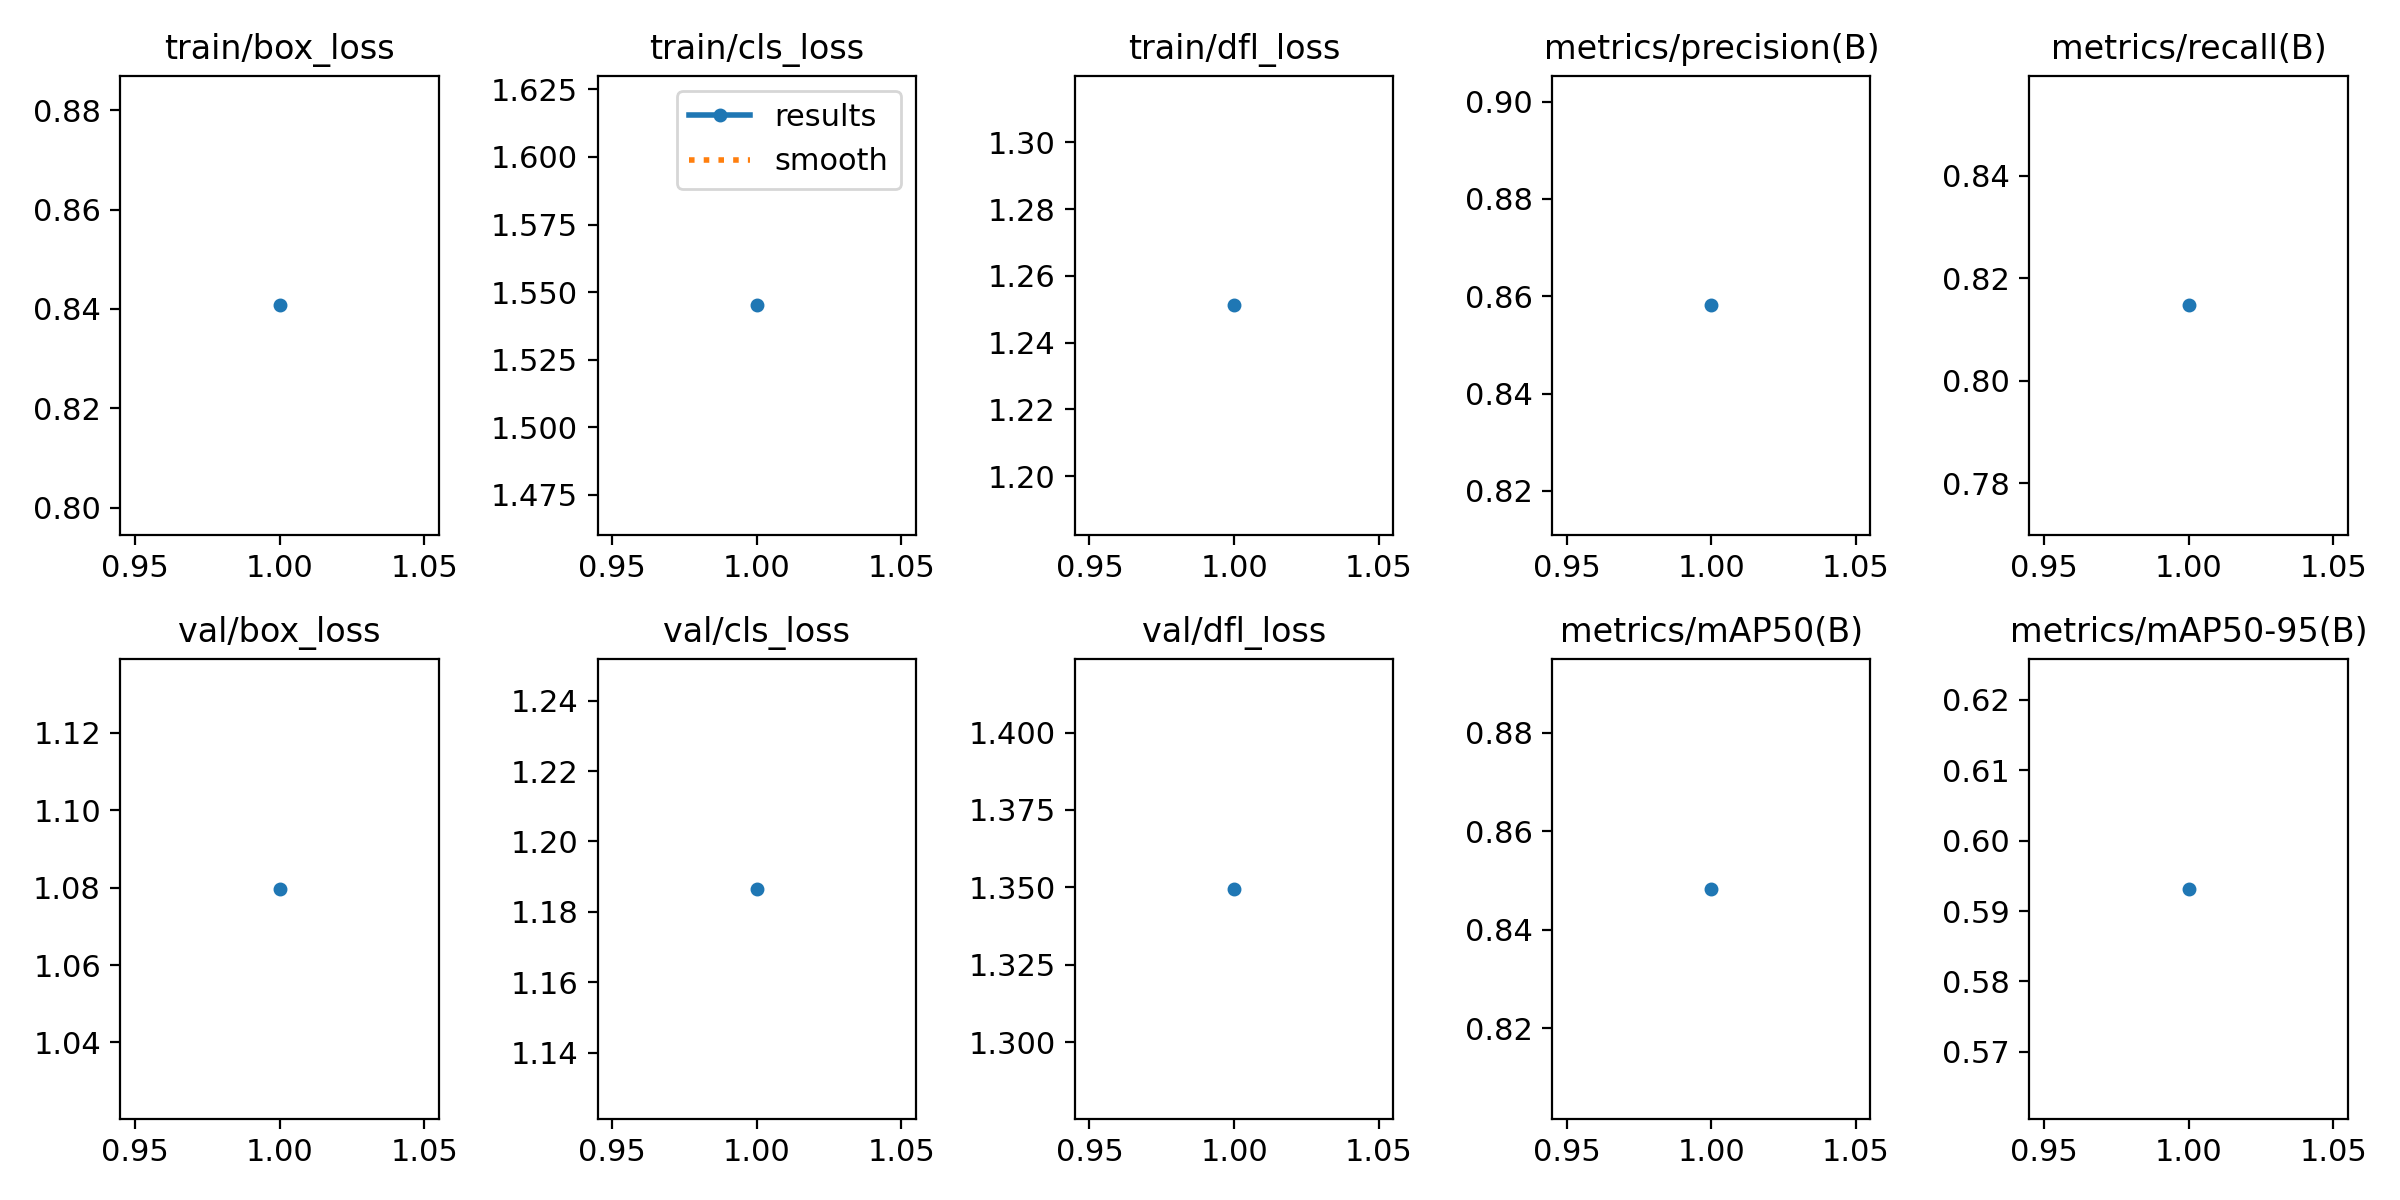 train/box_loss
0.88
0.86
0.84
0.82
0.80
0.95 1.00 1.05
train/cls_loss
1.625
1.600
1.575
1.550
1.525
1.500
1.475
results
smooth
0.95 1.00 1.05
train/dfl_loss
1.30
1.28
1.26
1.24
1.22
1.20
0.95 1.00 1.05
metrics/precision(B)
0.90
0.88
0.86
0.84
0.82
0.95 1.00 1.05
metrics/recall(B)
0.84
0.82
0.80
0.78
0.95 1.00 1.05
val/box_loss
1.12
1.10
1.08
1.06
1.04
0.95 1.00 1.05
val/cls_loss
1.24
1.22
1.20
1.18
1.16
1.14
0.95 1.00 1.05
val/dfl_loss
1.400
1.375
1.350
1.325
1.300
0.95 1.00 1.05
metrics/mAP50(B)
0.88
0.86
0.84
0.82
0.95 1.00 1.05
metrics/mAP50-95(B)
0.62
0.61
0.60
0.59
0.58
0.57
0.95 1.00 1.05